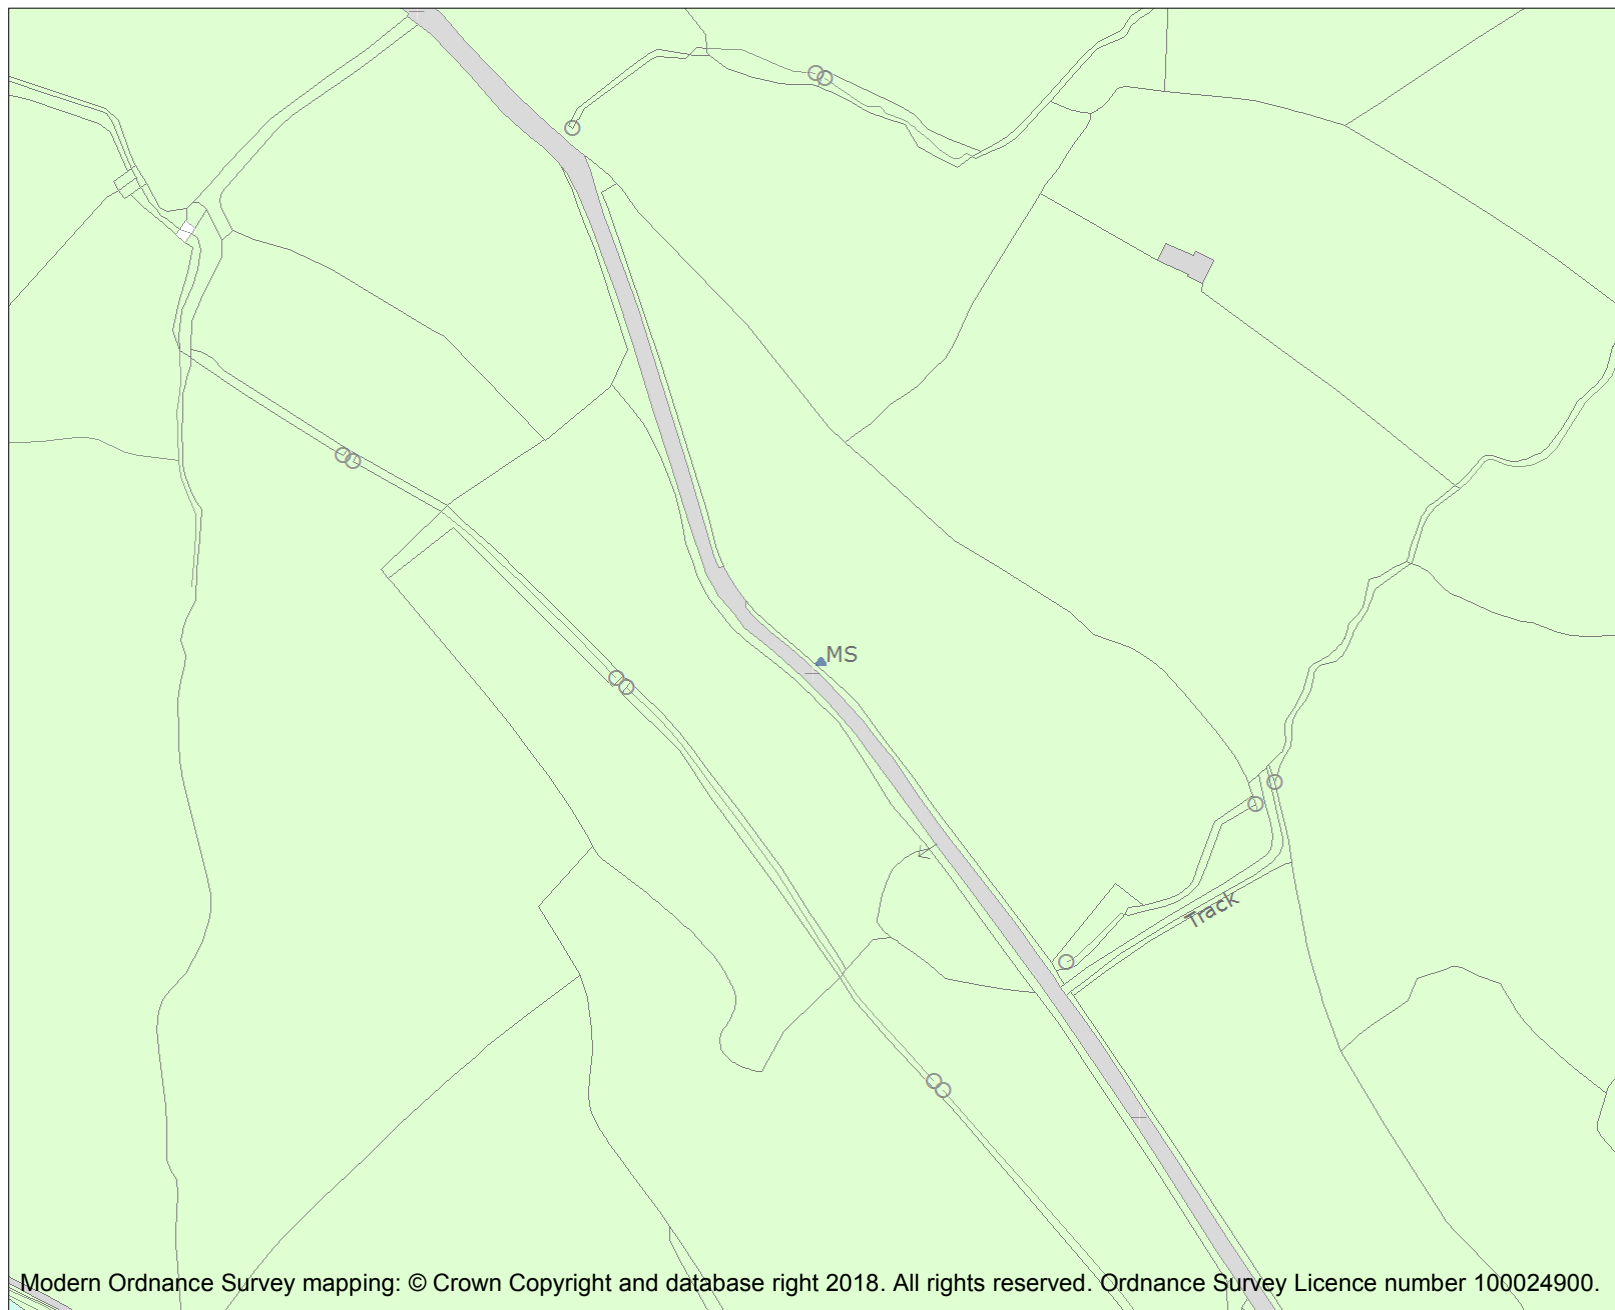 MS
Track
Modern Ordnance Survey mapping: © Crown Copyright and database right 2018. All rights reserved. Ordnance Survey Licence number 100024900.